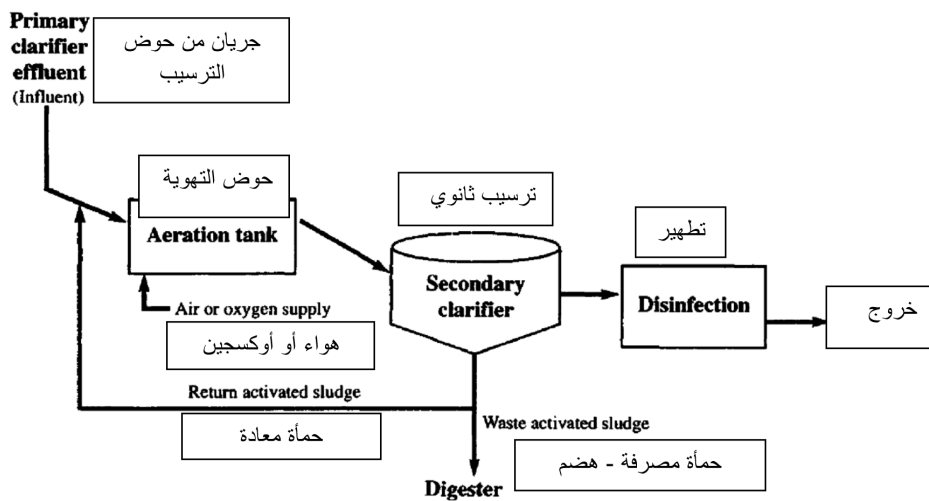 Primary
clarifier
effluent
(Influent)
جريان من حوض
الترسيب
حوض التهوية
Aeration tank
Air or oxygen supply
هواء أو أوكسجين
ترسيب ثانوي
Secondary
clarifier
تطهير
Disinfection
خروج
Return activated sludge
حمأة معادة
Waste activated sludge
حمأة مصرفة - هضم
Digester